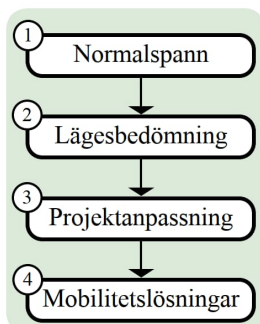 1
Normalspann
2
Lägesbedömning
3
Projektanpassning
4
Mobilitetslösningar